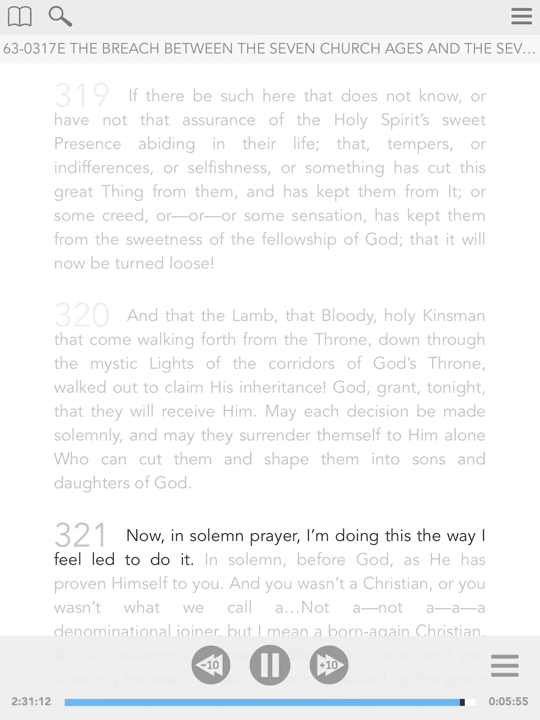 63-0317E THE BREACH BETWEEN THE SEVEN CHURCH AGES AND THE SEV...
319 If there be such here that does not know, or
have not that assurance of the Holy Spirit's sweet
Presence abiding in their life; that, tempers, or
indifferences, or selfishness, or something has cut this
great Thing from them, and has kept them from It; or
some creed, or—or—or some sensation, has kept them
from the sweetness of the fellowship of God; that it will
now be turned loose!
320 And that the Lamb, that Bloody, holy Kinsman
that come walking forth from the Throne, down through
the mystic Lights of the corridors of God's Throne,
walked out to claim His inheritance! God, grant, tonight,
that they will receive Him. May each decision be made
solemnly, and may they surrender themself to Him alone
Who can cut them and shape them into sons and
daughters of God.
321 Now, in solemn prayer, I'm doing this the way I
feel led to do it. In solemn, before God, as He has
proven Himself to you. And you wasn't a Christian, or you
wasn't what we call a…Not a—not a—a—a
denominational joiner, but I mean a born-again Christian.
-10 +10
2:31:12 0:05:55